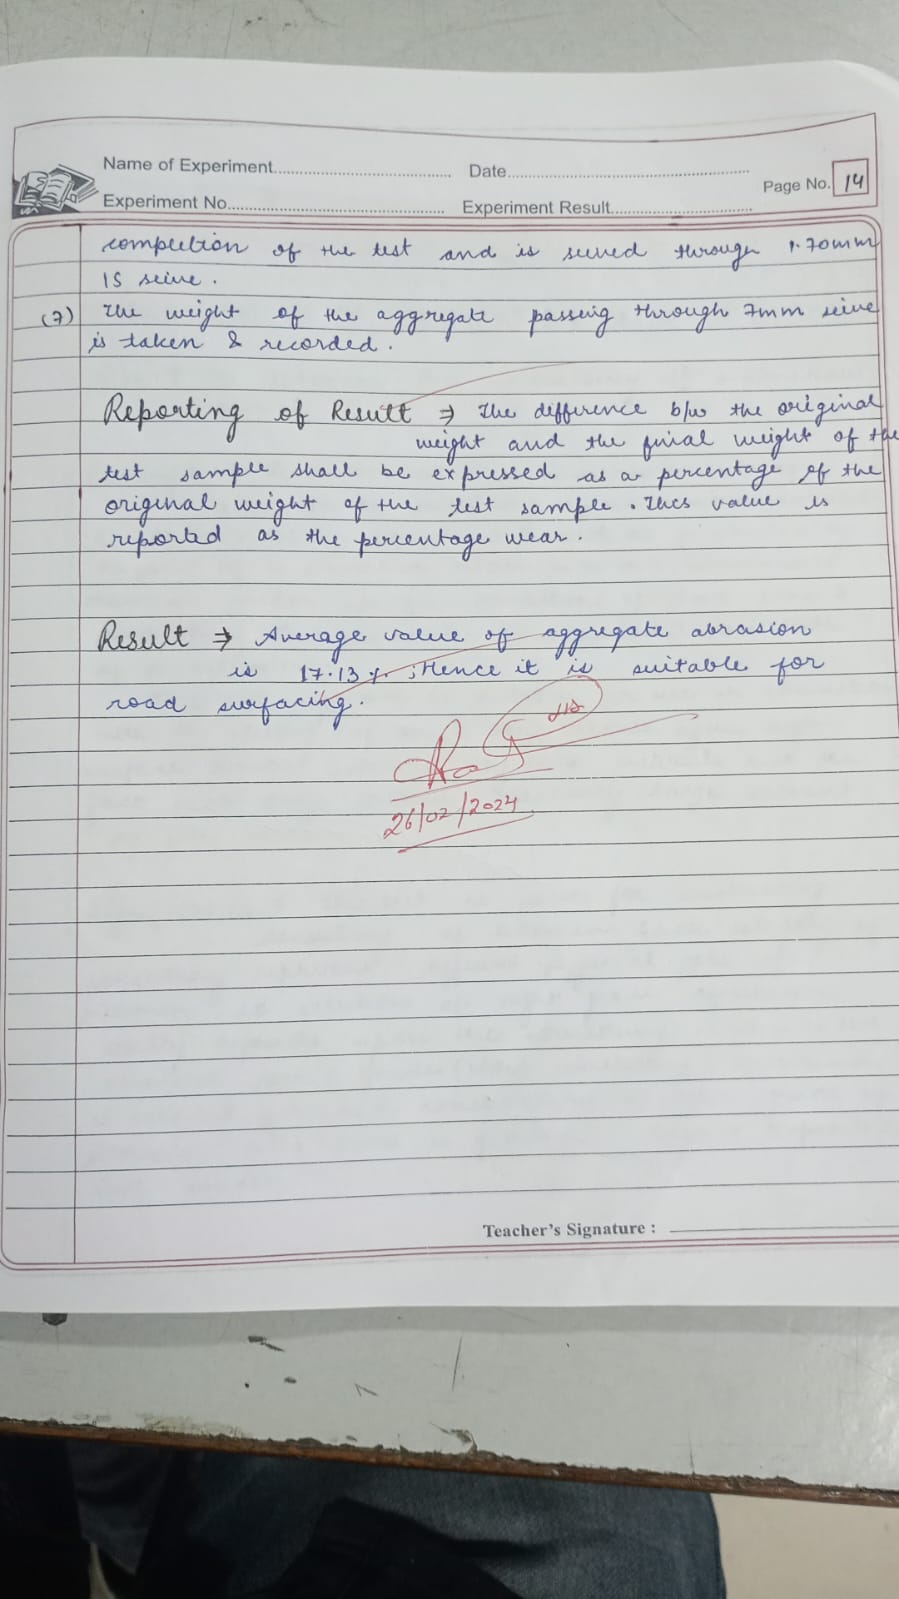 Name of Experiment.................... Date....................
Page No. 14
Experiment No.................... Experiment Result....................
completion of the test and is seived through 1.70mm
IS seive.
(7) The weight of the aggregate passing through 7mm seive
is taken & recorded.
Reporting of Result ⇒ The difference b/w the original
weight and the final weight of the
test sample shall be expressed as a percentage of the
original weight of the test sample. This value is
reported as the percentage wear.
Result ⇒ Average value of aggregate abrasion
is 17.13%. ; Hence it is suitable for
road surfacing.
26/02/2024
Teacher's Signature :